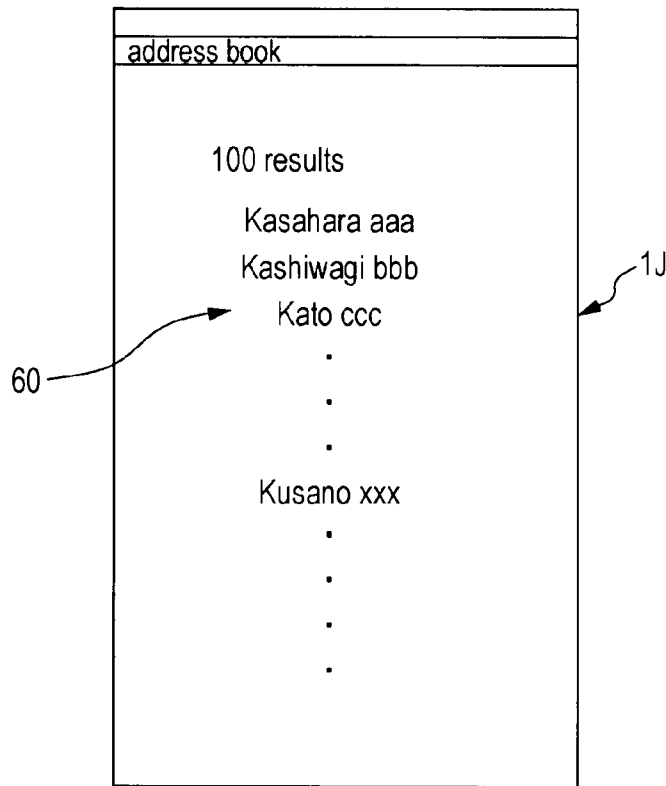 address book
100 results
Kasahara aaa
Kashiwagi bbb
1J
Kato ccc
60
Kusano xxx